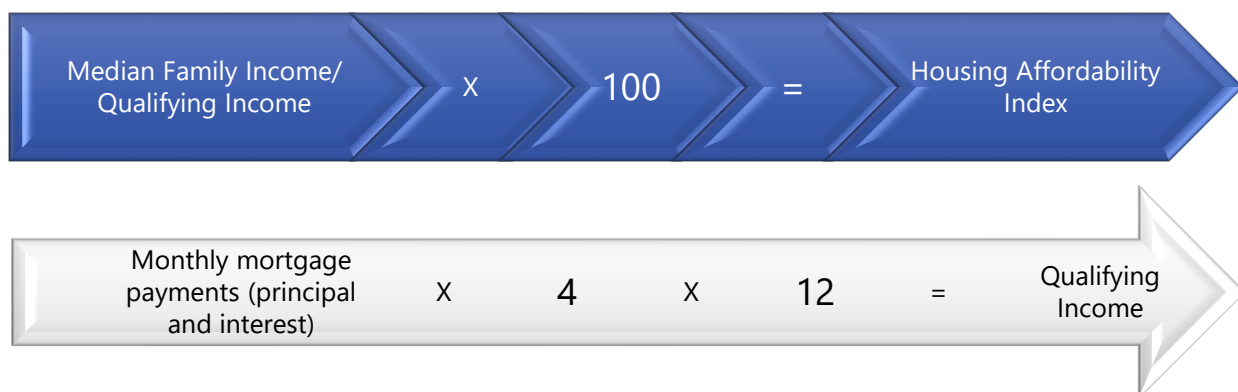 Median Family Income/
Qualifying Income
X
100
=
Housing Affordability
Index
Monthly mortgage
payments (principal
and interest)
X
4
X
12
=
Qualifying
Income